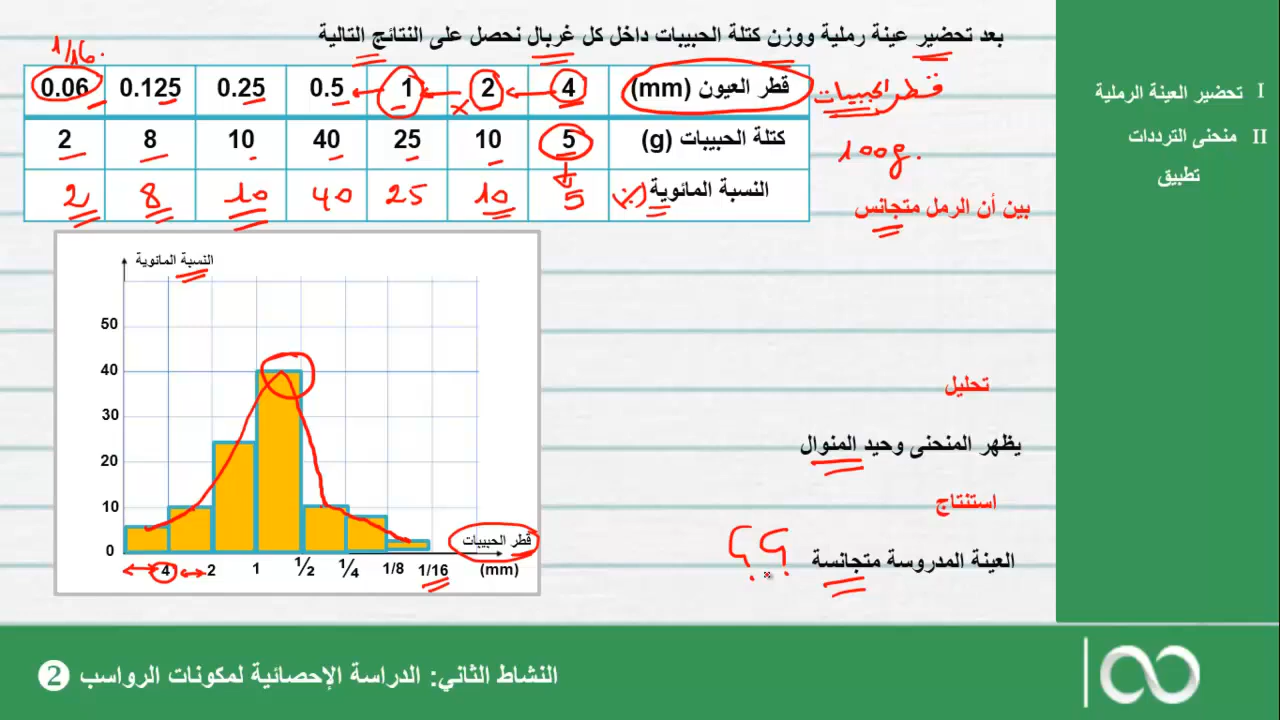 بعد تحضير عينة رملية ووزن كتلة الحبيبات داخل كل غربال نحصل على النتائج التالية
1/16
قطر العيون (mm) 4 2 1 0.5 0.25 0.125 0.06
قطر الحبيبات
كتلة الحبيبات (g) 5 10 25 40 10 8 2
100g.
النسبة المائوية (%) 5 10 25 40 10 8 2
بين أن الرمل متجانس
I تحضير العينة الرملية
II منحنى الترددات
تطبيق
النسبة المائوية
50
40
30
20
10
0
قطر الحبيبات
4 2 1 ½ ¼ 1/8 1/16 (mm)
تحليل
يظهر المنحنى وحيد المنوال
استنتاج
العينة المدروسة متجانسة ؟؟
النشاط الثاني: الدراسة الإحصائية لمكونات الرواسب 2